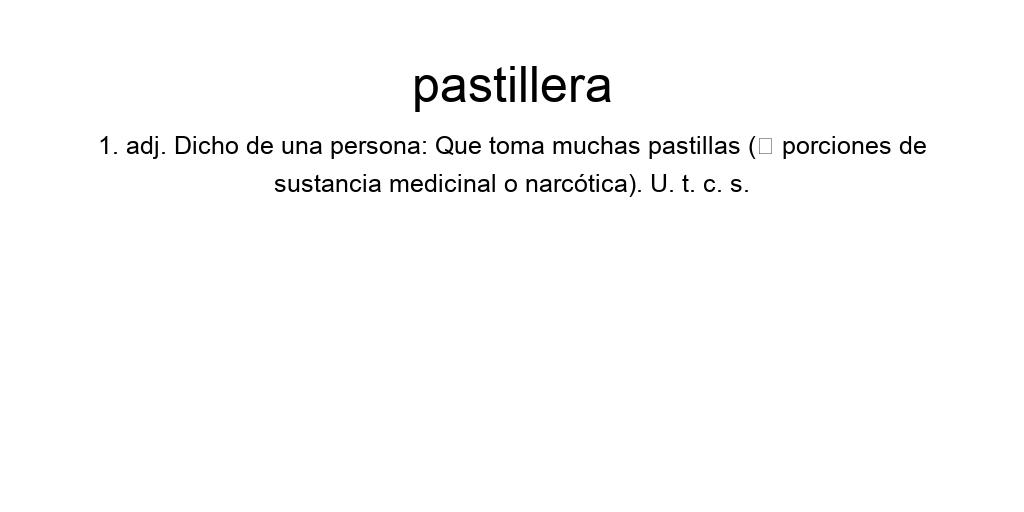 pastillera
1. adj. Dicho de una persona: Que toma muchas pastillas (□ porciones de
sustancia medicinal o narcótica). U. t. c. s.